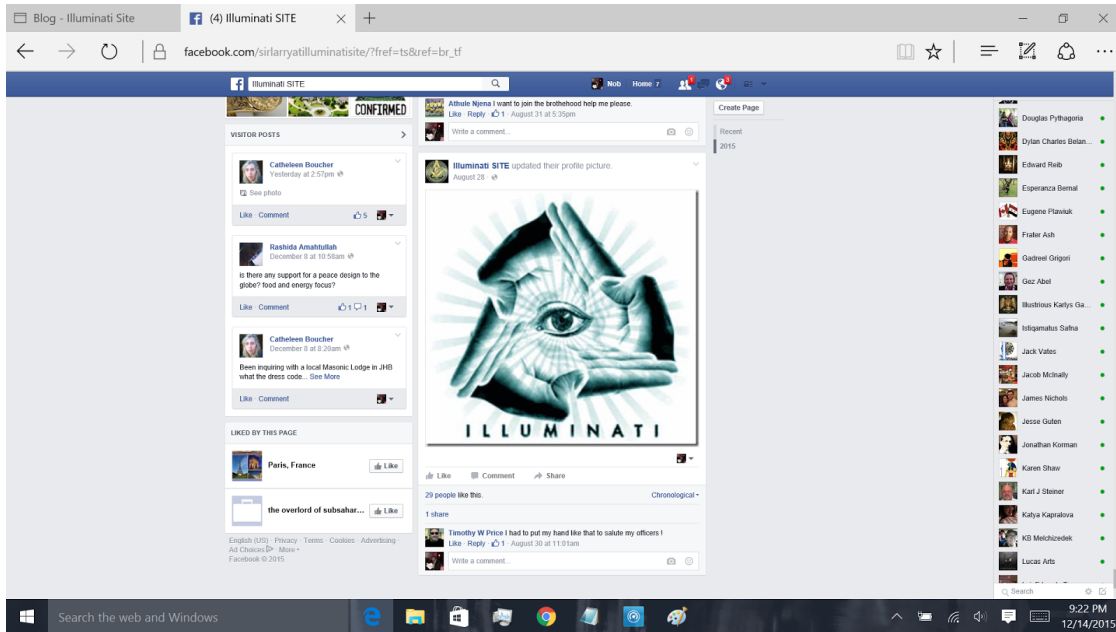 Blog - Illuminati Site
(4) Illuminati SITE
facebook.com/sirlarryatilluminatisite/?fref=ts&ref=br_tf
Illuminati SITE
Nob Home 7
1
3
CONFIRMED
VISITOR POSTS
Catheleen Boucher
Yesterday at 2:57pm
See photo
Like · Comment
5
Rashida Amahtullah
December 8 at 10:58am
is there any support for a peace design to the
globe? food and energy focus?
Like · Comment
1 1
Catheleen Boucher
December 8 at 8:20am
Been inquiring with a local Masonic Lodge in JHB
what the dress code... See More
Like · Comment
LIKED BY THIS PAGE
Paris, France
Like
the overlord of subsahar...
Like
English (US) · Privacy · Terms · Cookies · Advertising ·
Ad Choices · More
Facebook © 2015
Athule Njena I want to join the brothehood help me please.
Like · Reply · 1 · August 31 at 5:35pm
Write a comment...
Illuminati SITE updated their profile picture.
August 28 ·
ILLUMINATI
Like Comment Share
29 people like this.
Chronological
1 share
Timothy W Price I had to put my hand like that to salute my officers !
Like · Reply · 1 · August 30 at 11:01am
Write a comment...
Create Page
Recent
2015
Douglas Pythagoria
Dylan Charles Belan...
Edward Reib
Esperanza Bernal
Eugene Plawiuk
Frater Ash
Gadreel Grigori
Gez Abel
Illustrious Karlys Ga...
Istiqamatus Safna
Jack Vates
Jacob McInally
James Nichols
Jesse Guten
Jonathan Korman
Karen Shaw
Karl J Steiner
Katya Kapralova
KB Melchizedek
Lucas Arts
Search
Search the web and Windows
9:22 PM
12/14/2015